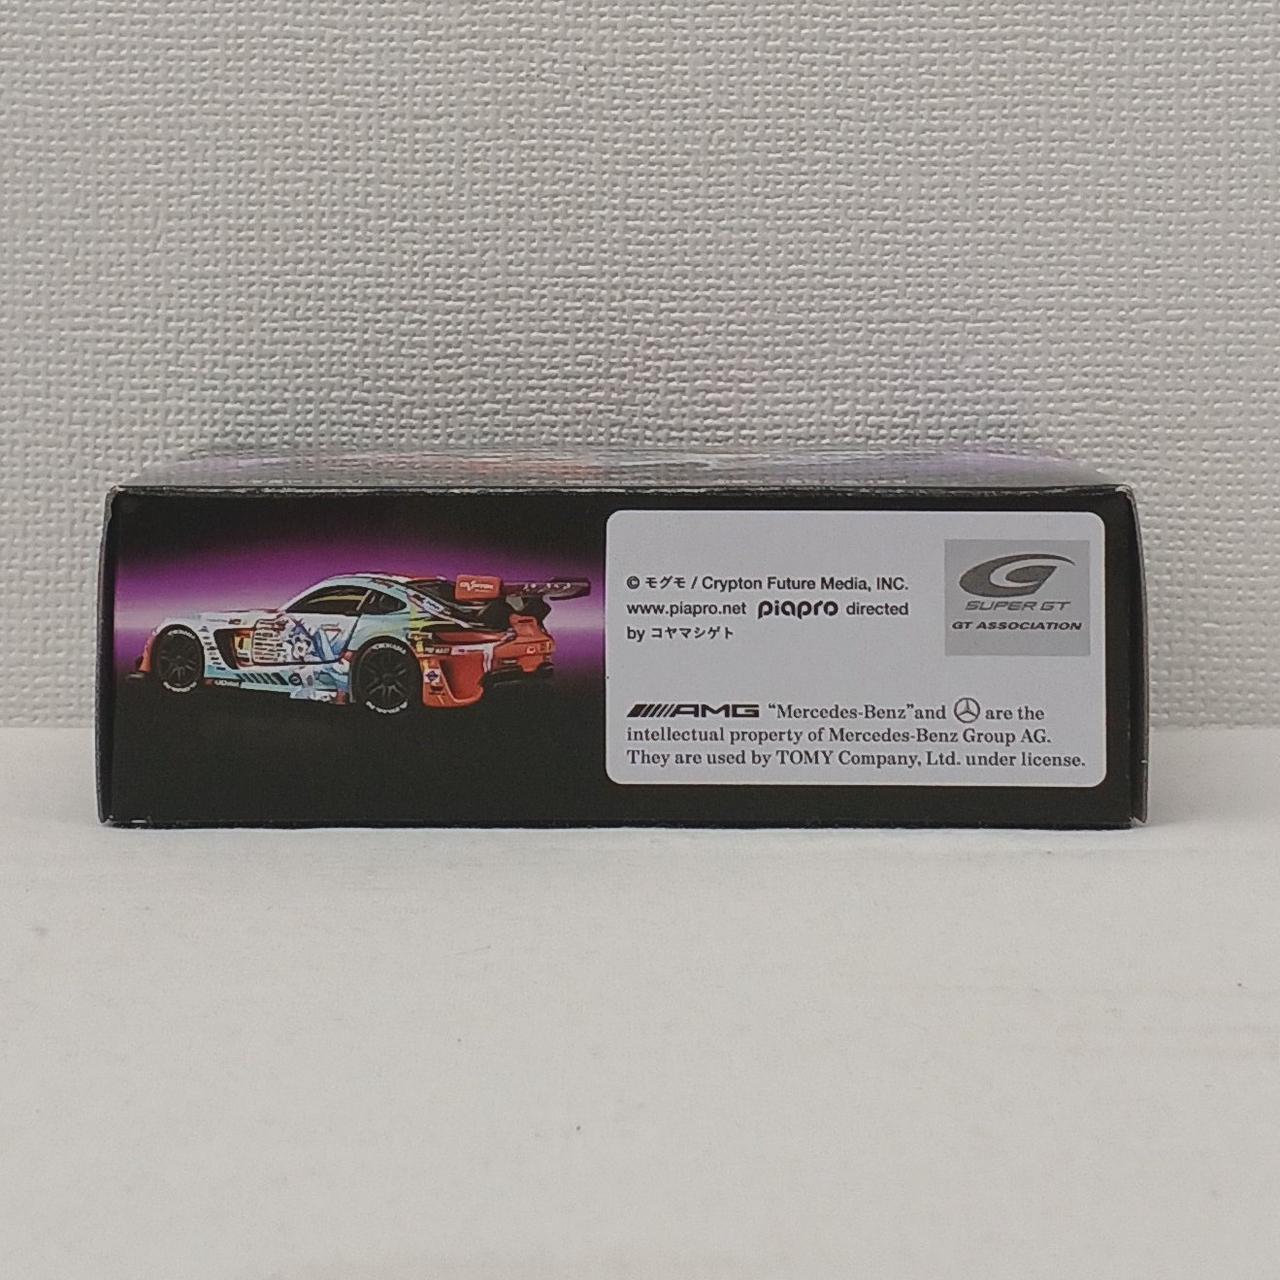 © モグモ / Crypton Future Media, INC.
www.piapro.net piapro directed
by コヤマシゲト
SUPER GT
GT ASSOCIATION
AMG “Mercedes-Benz”and are the
intellectual property of Mercedes-Benz Group AG.
They are used by TOMY Company, Ltd. under license.
YOKOHAMA